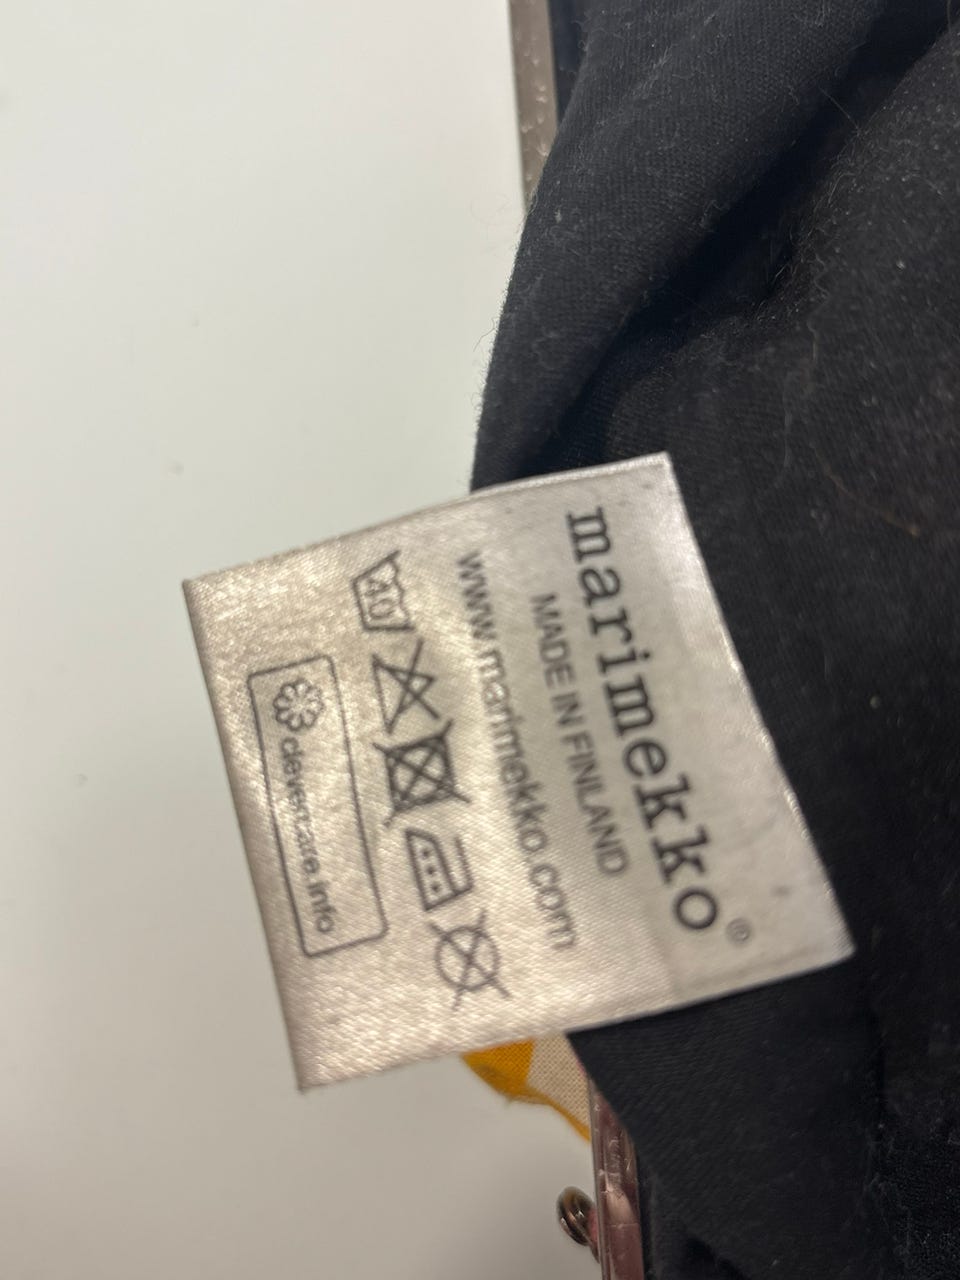 marimekko®
MADE IN FINLAND
www.marimekko.com
40
clevercare.info